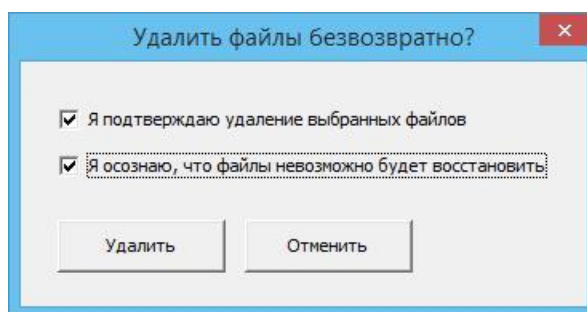 Удалить файлы безвозвратно?
Я подтверждаю удаление выбранных файлов
Я осознаю, что файлы невозможно будет восстановить
Удалить
Отменить